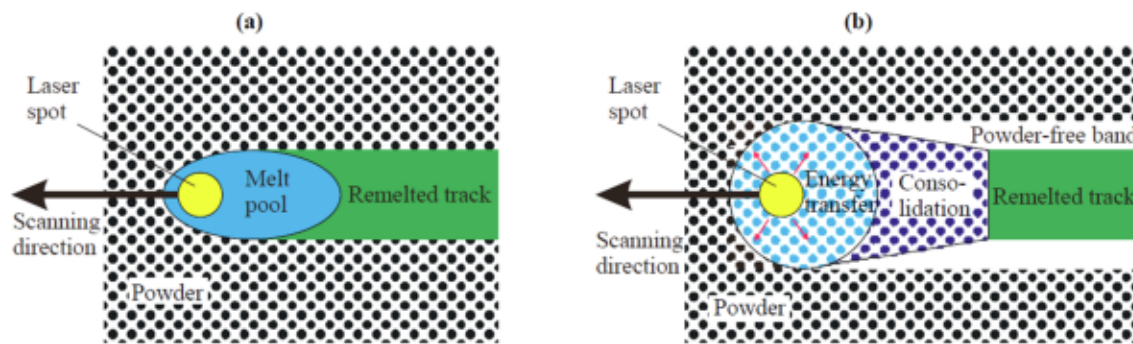 (a)
Laser
spot
Melt
pool
Remelted track
Scanning
direction
Powder
(b)
Laser
spot
Powder-free band
Energy
transfer
Conso-
lidation
Remelted track
Scanning
direction
Powder